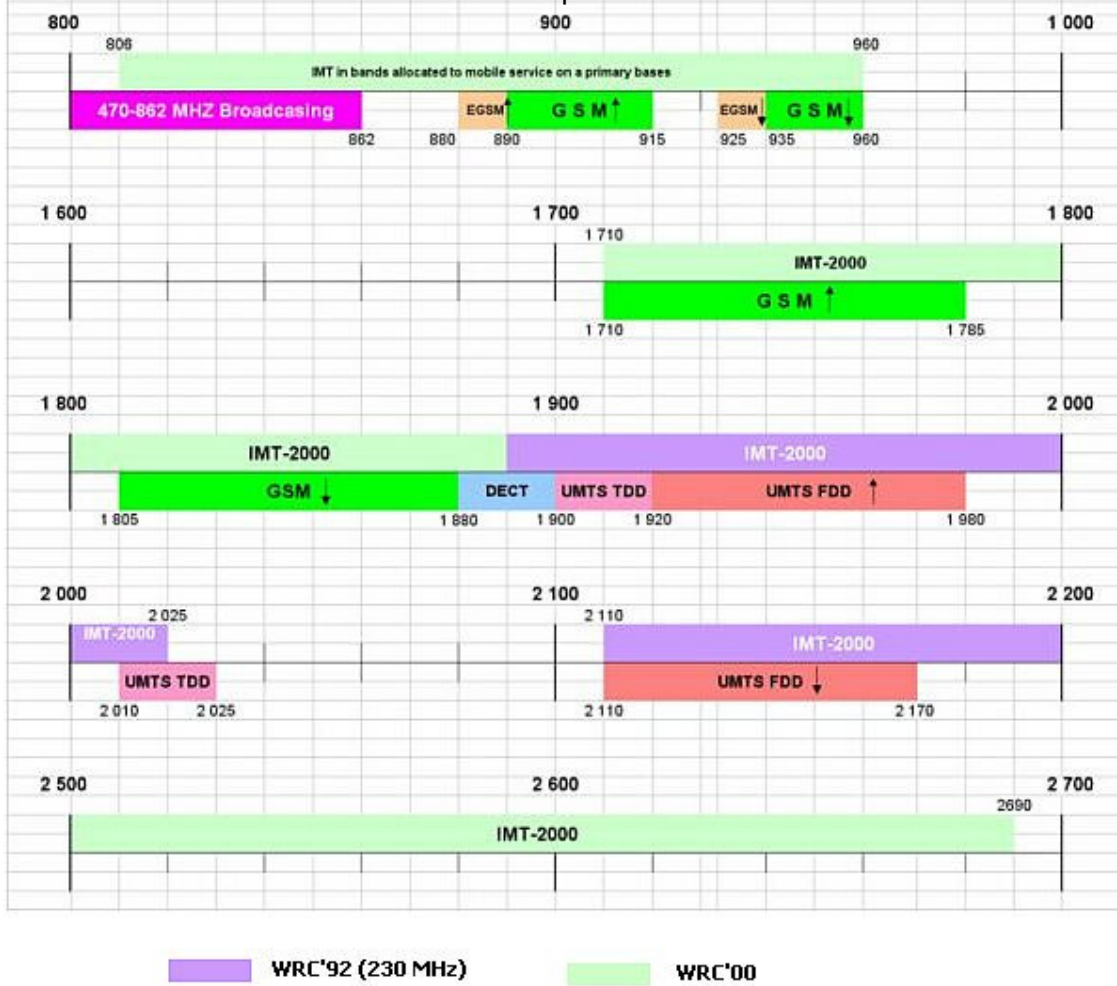 800 900 1 000
806 960
IMT in bands allocated to mobile service on a primary bases
470-862 MHZ Broadcasing EGSM G S M EGSM G S M
862 880 890 915 925 935 960
1 600 1 700 1 800
1 710
IMT-2000
G S M
1 710 1 785
1 800 1 900 2 000
IMT-2000 IMT-2000
GSM DECT UMTS TDD UMTS FDD
1 805 1 880 1 900 1 920 1 980
2 000 2 100 2 200
2 025 2 110
IMT-2000 IMT-2000
UMTS TDD UMTS FDD
2 010 2 025 2 110 2 170
2 500 2 600 2 700
2690
IMT-2000
WRC'92 (230 MHz) WRC'00